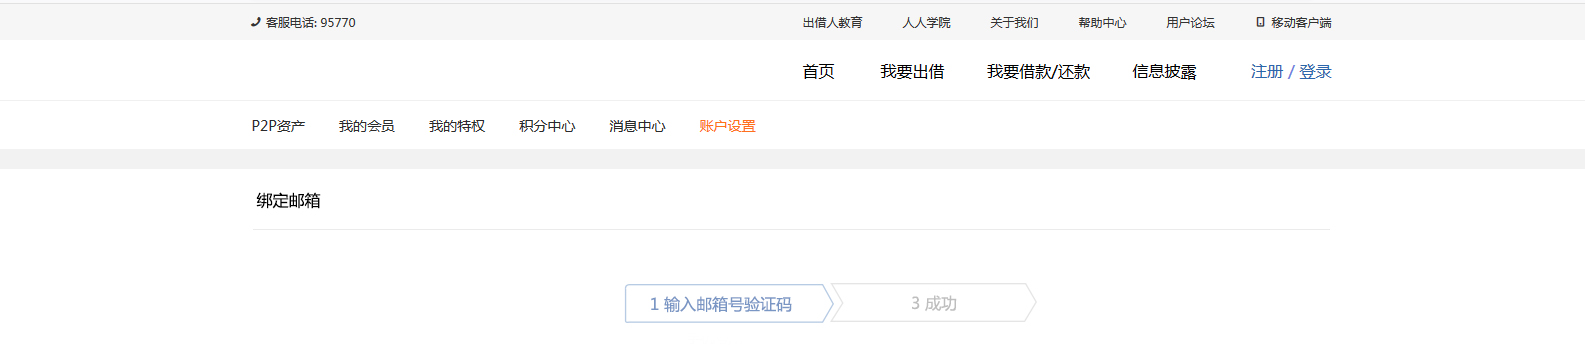 客服电话: 95770 出借人教育 人人学院 关于我们 帮助中心 用户论坛 移动客户端
首页 我要出借 我要借款/还款 信息披露 注册 / 登录
P2P资产 我的会员 我的特权 积分中心 消息中心 账户设置
绑定邮箱
1 输入邮箱号验证码 3 成功